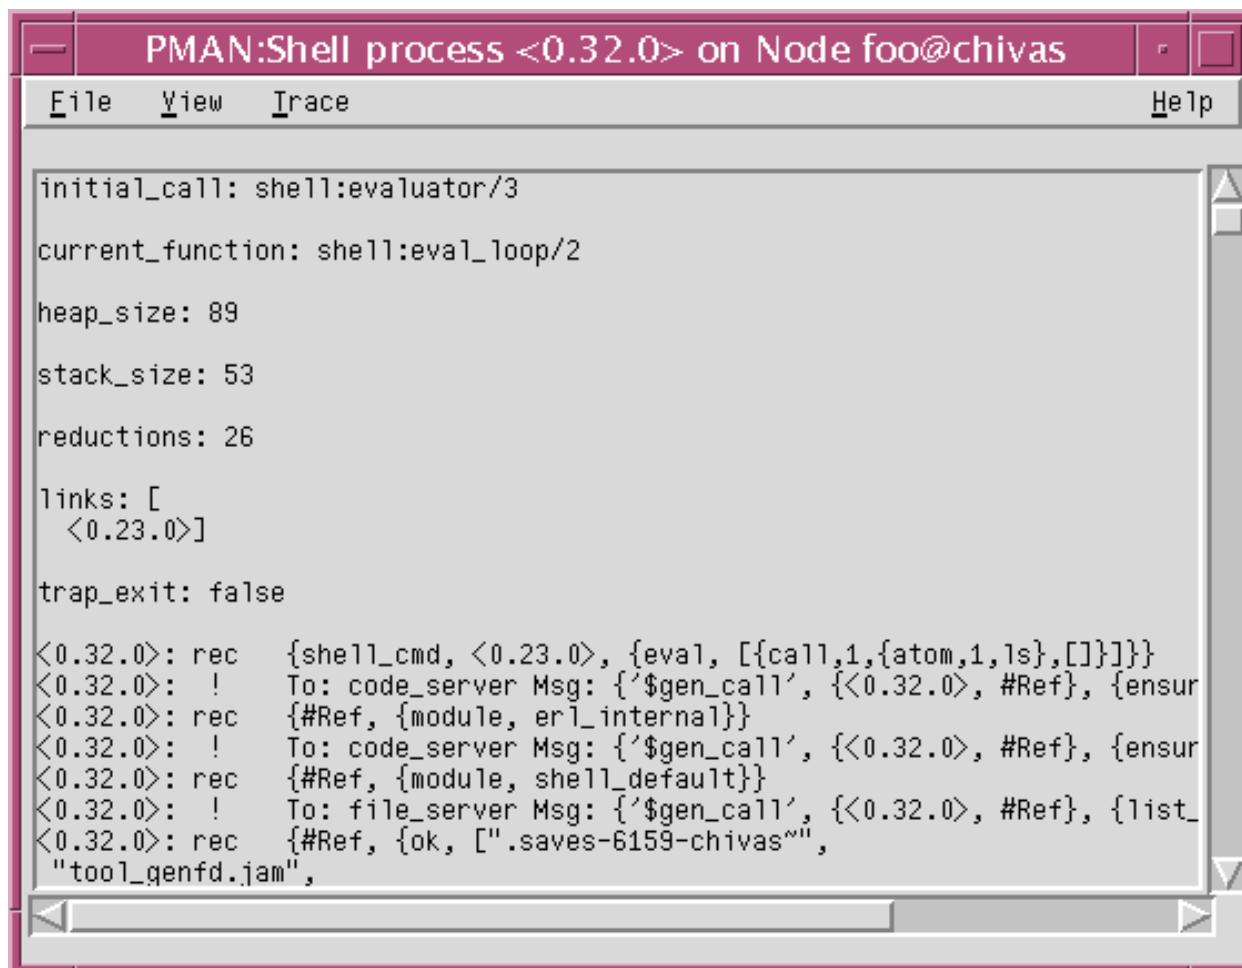 PMAN:Shell process <0.32.0> on Node foo@chivas
File View Trace Help
initial_call: shell:evaluator/3
current_function: shell:eval_loop/2
heap_size: 89
stack_size: 53
reductions: 26
links: [
<0.23.0>]
trap_exit: false
<0.32.0>: rec {shell_cmd, <0.23.0>, {eval, [{call,1,{atom,1,ls},[]}]}}
<0.32.0>: ! To: code_server Msg: {'$gen_call', {<0.32.0>, #Ref}, {ensur
<0.32.0>: rec {#Ref, {module, erl_internal}}
<0.32.0>: ! To: code_server Msg: {'$gen_call', {<0.32.0>, #Ref}, {ensur
<0.32.0>: rec {#Ref, {module, shell_default}}
<0.32.0>: ! To: file_server Msg: {'$gen_call', {<0.32.0>, #Ref}, {list_
<0.32.0>: rec {#Ref, {ok, [".saves-6159-chivas~",
"tool_genfd.jam",